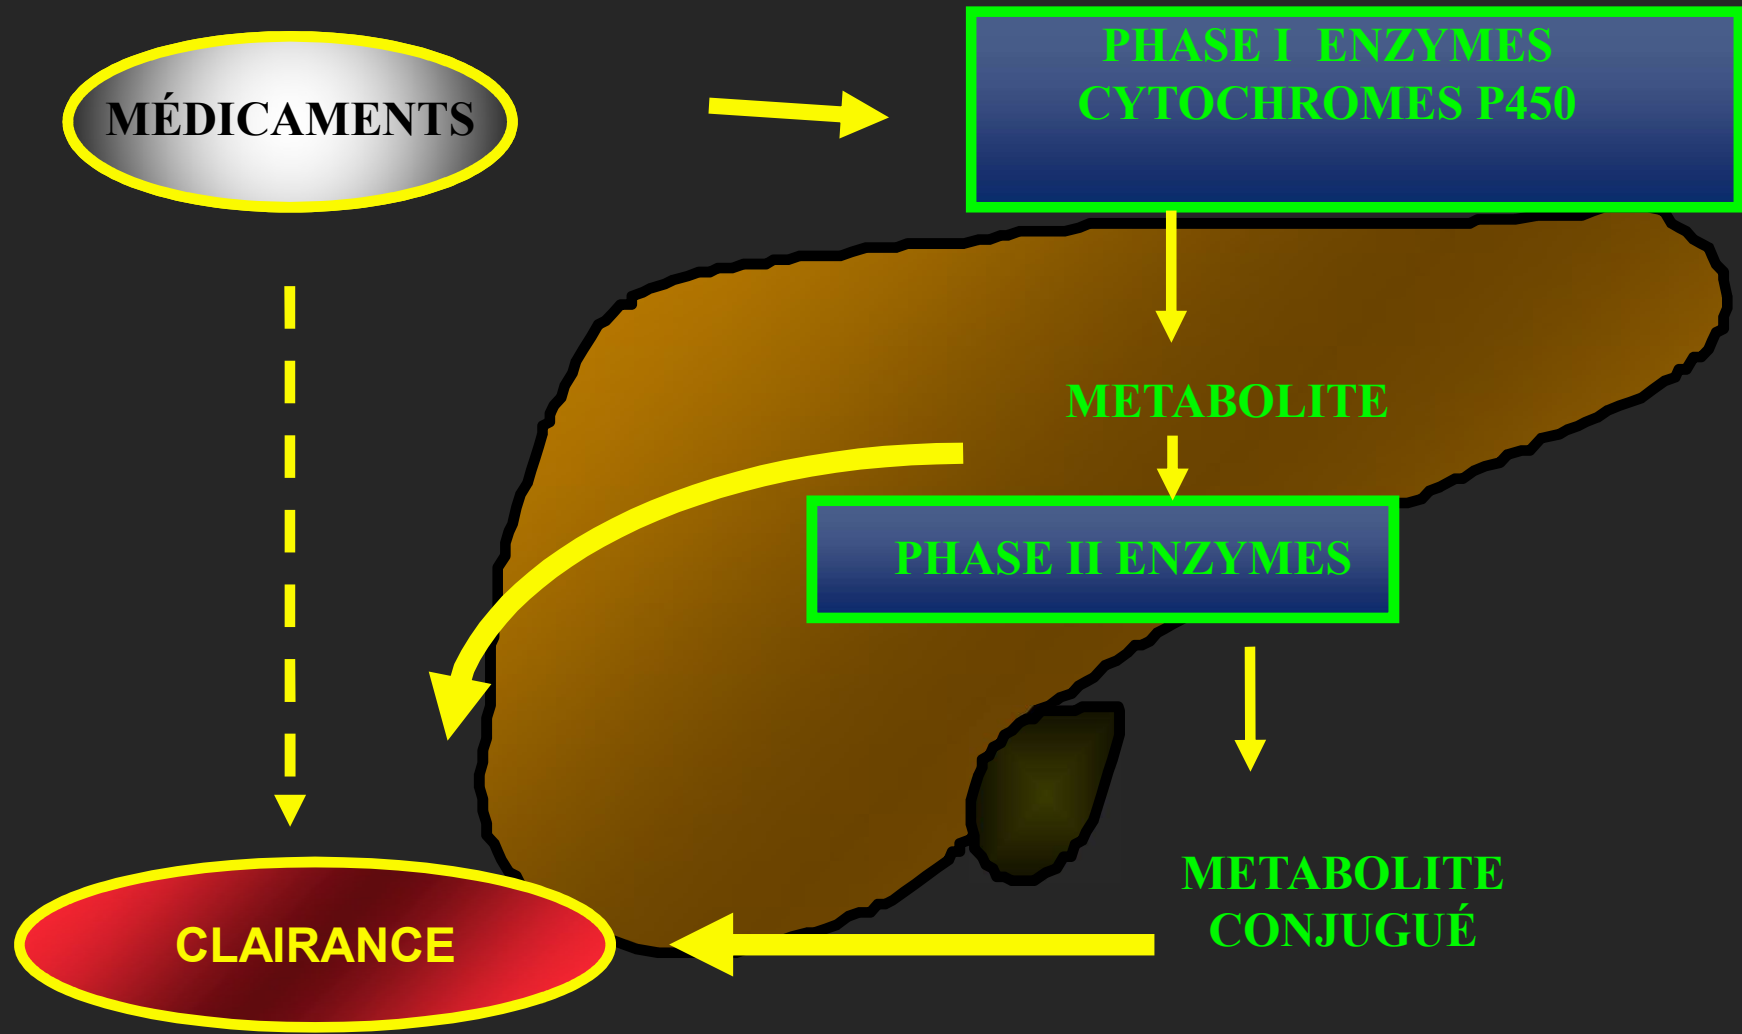 MÉDICAMENTS
PHASE I ENZYMES
CYTOCHROMES P450
METABOLITE
PHASE II ENZYMES
METABOLITE
CONJUGUÉ
CLAIRANCE